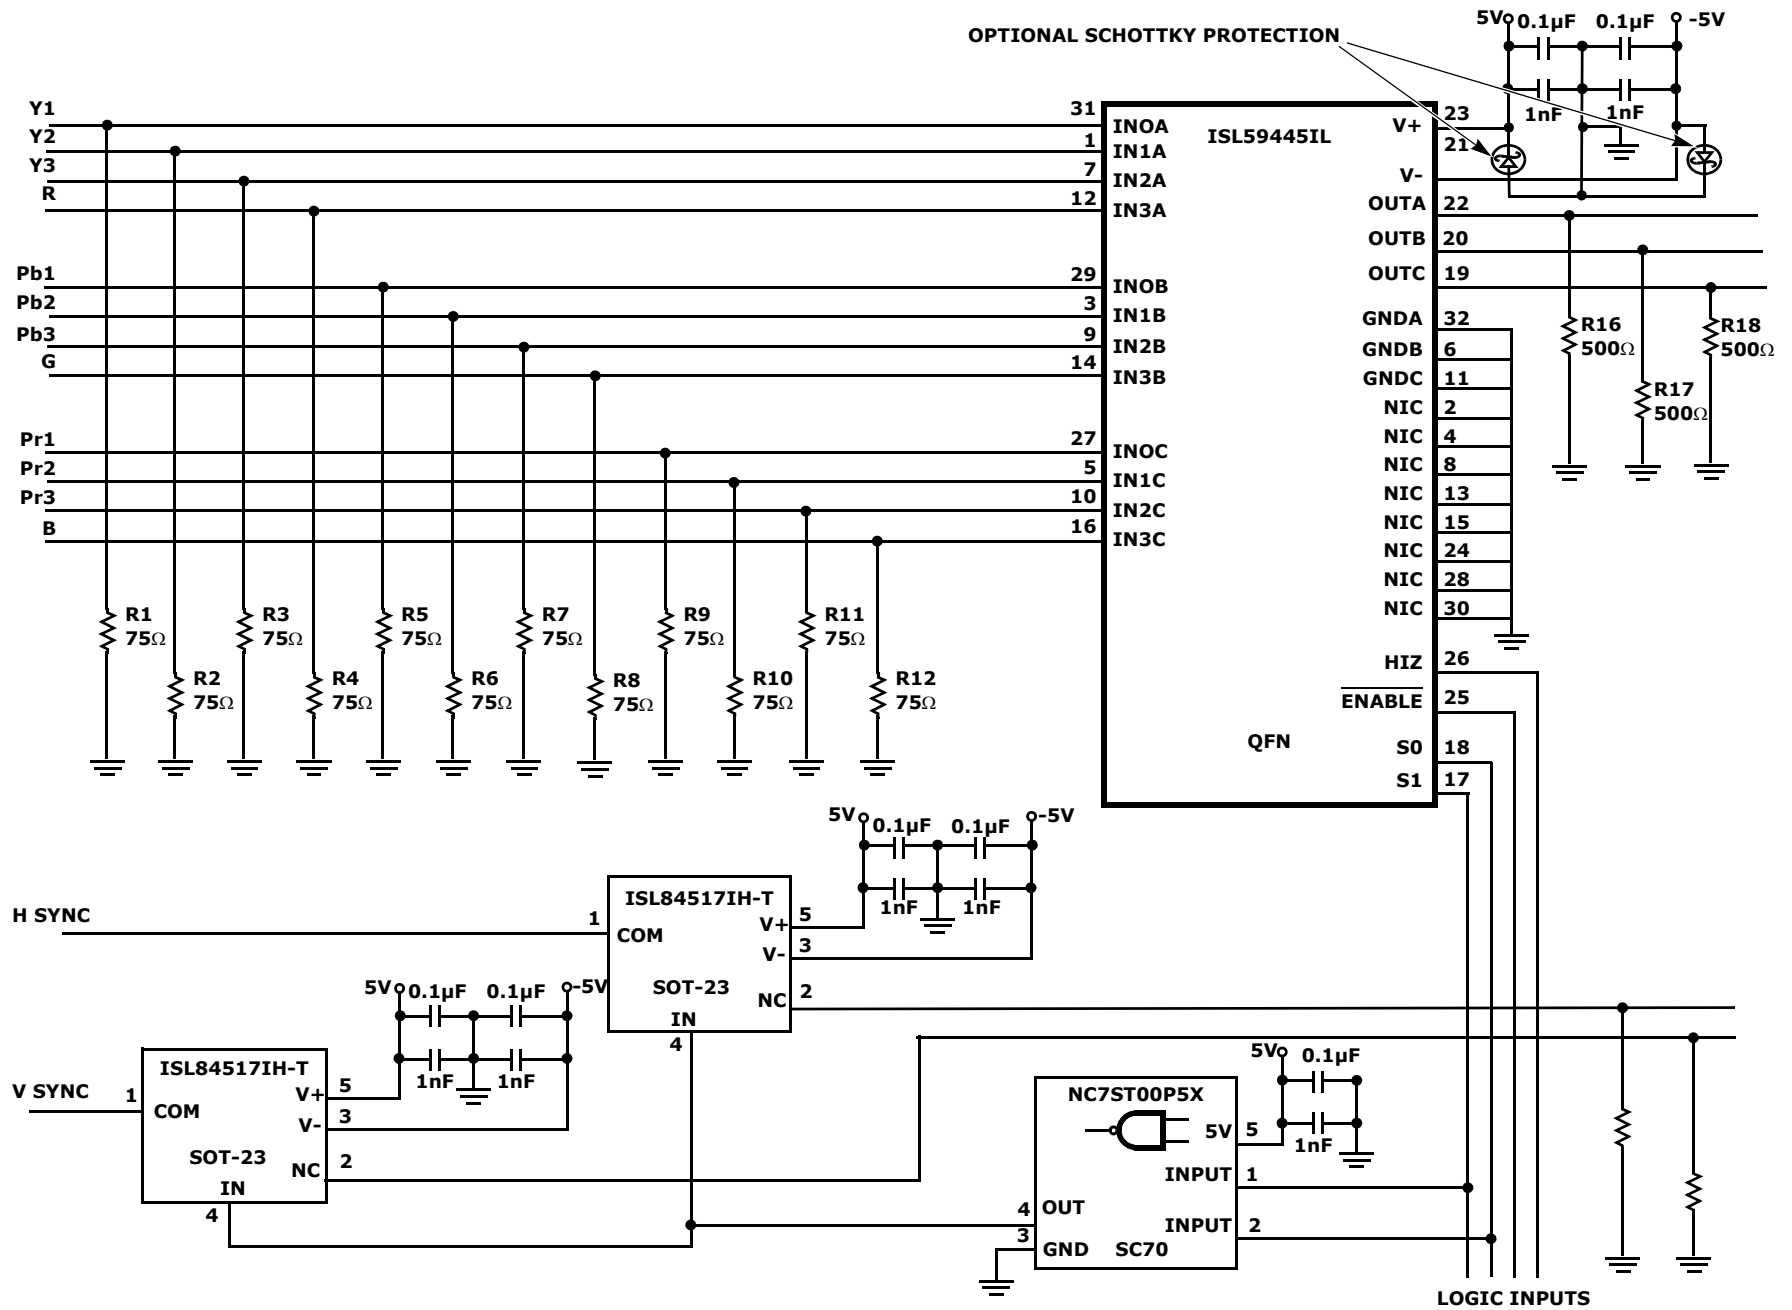 OPTIONAL SCHOTTKY PROTECTION
5V 0.1µF 0.1µF -5V
1nF 1nF
Y1 31 INOA
Y2 1 IN1A
Y3 7 IN2A
R 12 IN3A
Pb1 29 INOB
Pb2 3 IN1B
Pb3 9 IN2B
G 14 IN3B
Pr1 27 INOC
Pr2 5 IN1C
Pr3 10 IN2C
B 16 IN3C
ISL59445IL
QFN
V+ 23
V- 21
OUTA 22
OUTB 20
OUTC 19
GNDA 32
GNDB 6
GNDC 11
NIC 2
NIC 4
NIC 8
NIC 13
NIC 15
NIC 24
NIC 28
NIC 30
HIZ 26
ENABLE 25
S0 18
S1 17
R16
500Ω
R17
500Ω
R18
500Ω
R1
75Ω
R2
75Ω
R3
75Ω
R4
75Ω
R5
75Ω
R6
75Ω
R7
75Ω
R8
75Ω
R9
75Ω
R10
75Ω
R11
75Ω
R12
75Ω
5V 0.1µF 0.1µF -5V
1nF 1nF
H SYNC 1 COM
ISL84517IH-T
V+ 5
V- 3
SOT-23
NC 2
IN
4
5V 0.1µF 0.1µF -5V
1nF 1nF
V SYNC 1 COM
ISL84517IH-T
V+ 5
V- 3
SOT-23
NC 2
IN
4
5V 0.1µF
1nF
NC7ST00P5X
5V 5
INPUT 1
4 OUT
INPUT 2
3 GND
SC70
LOGIC INPUTS